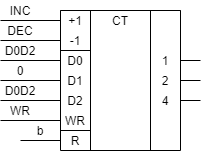 INC +1 CT
DEC -1
D0D2 D0 1
0 D1 2
D0D2 D2 4
WR WR
b R